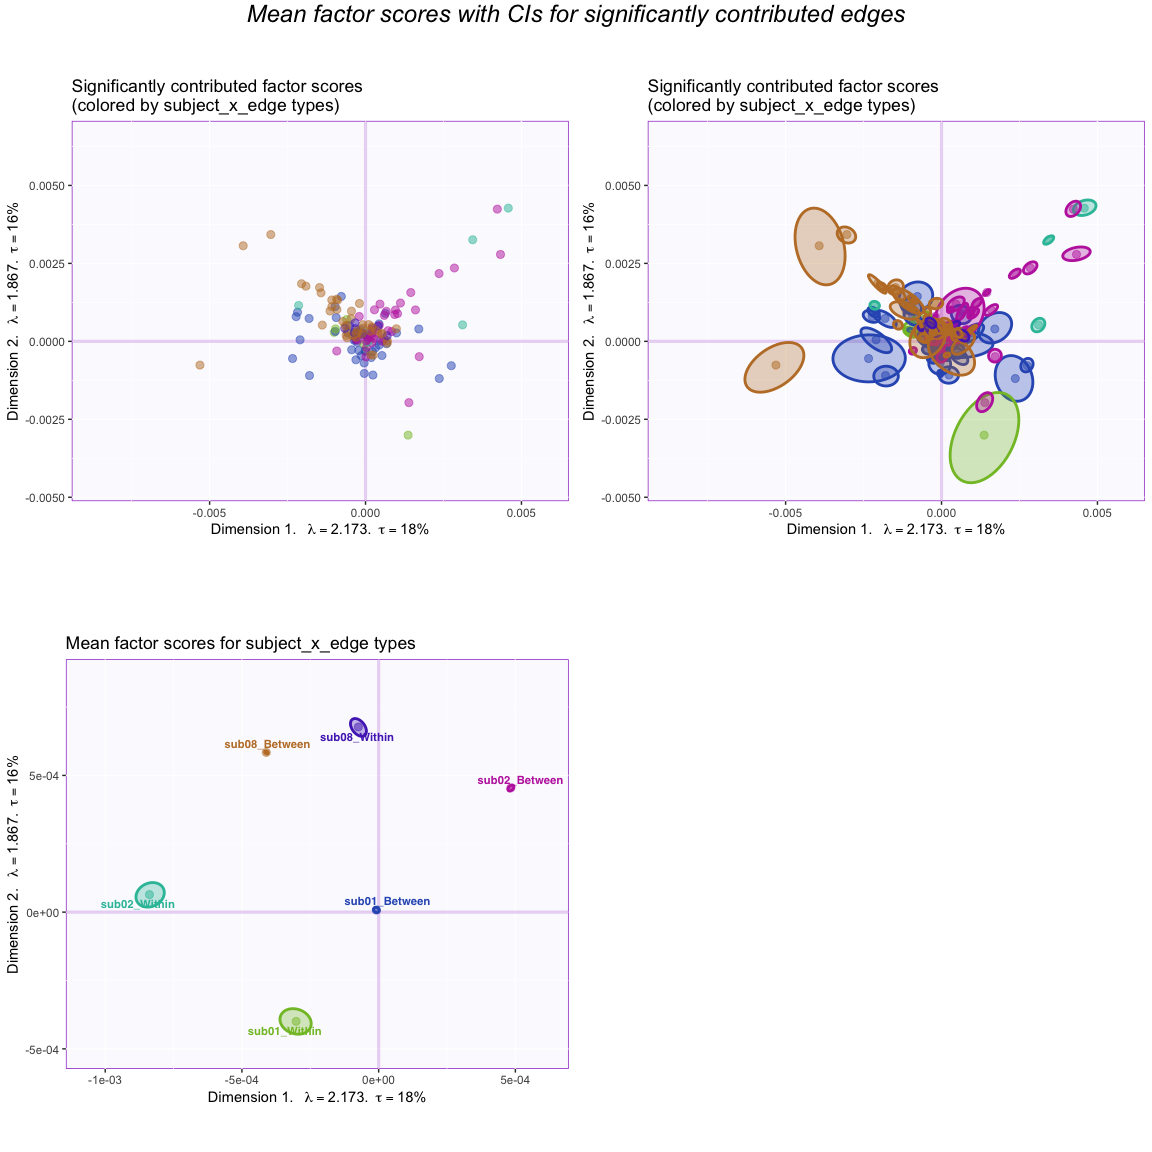 Mean factor scores with CIs for significantly contributed edges
Significantly contributed factor scores
(colored by subject_x_edge types)
0.0050
0.0025
0.0000
-0.0025
-0.0050
-0.005
0.000
0.005
Dimension 1. λ = 2.173. τ = 18%
Dimension 2. λ = 1.867. τ = 16%
Significantly contributed factor scores
(colored by subject_x_edge types)
0.0050
0.0025
0.0000
-0.0025
-0.0050
-0.005
0.000
0.005
Dimension 1. λ = 2.173. τ = 18%
Dimension 2. λ = 1.867. τ = 16%
Mean factor scores for subject_x_edge types
sub08_Between
sub08_Within
sub02_Between
sub02_Within
sub01_Between
sub01_Within
5e-04
0e+00
-5e-04
-1e-03
-5e-04
0e+00
5e-04
Dimension 1. λ = 2.173. τ = 18%
Dimension 2. λ = 1.867. τ = 16%